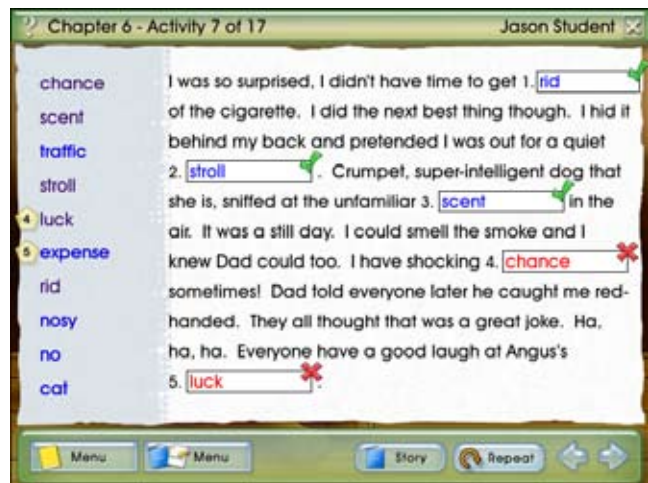 Chapter 6 - Activity 7 of 17 Jason Student
chance
scent
traffic
stroll
4 luck
5 expense
rid
nosy
no
cat
I was so surprised, I didn't have time to get 1. rid
of the cigarette. I did the next best thing though. I hid it
behind my back and pretended I was out for a quiet
2. stroll . Crumpet, super-intelligent dog that
she is, sniffed at the unfamiliar 3. scent in the
air. It was a still day. I could smell the smoke and I
knew Dad could too. I have shocking 4. chance
sometimes! Dad told everyone later he caught me red-
handed. They all thought that was a great joke. Ha,
ha, ha. Everyone have a good laugh at Angus's
5. luck .
Menu Menu Story Repeat